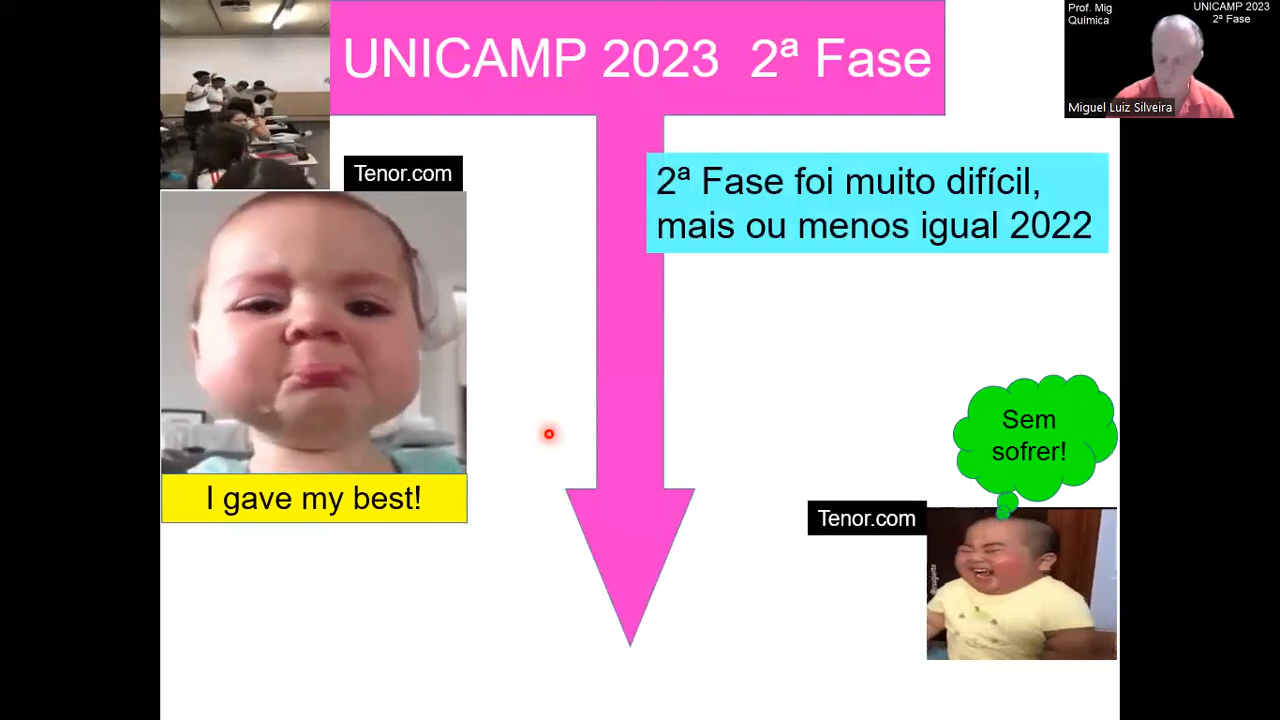 UNICAMP 2023 2ª Fase
Prof. Mig
Química
UNICAMP 2023
2ª Fase
Miguel Luiz Silveira
Tenor.com
2ª Fase foi muito difícil,
mais ou menos igual 2022
I gave my best!
Sem
sofrer!
Tenor.com